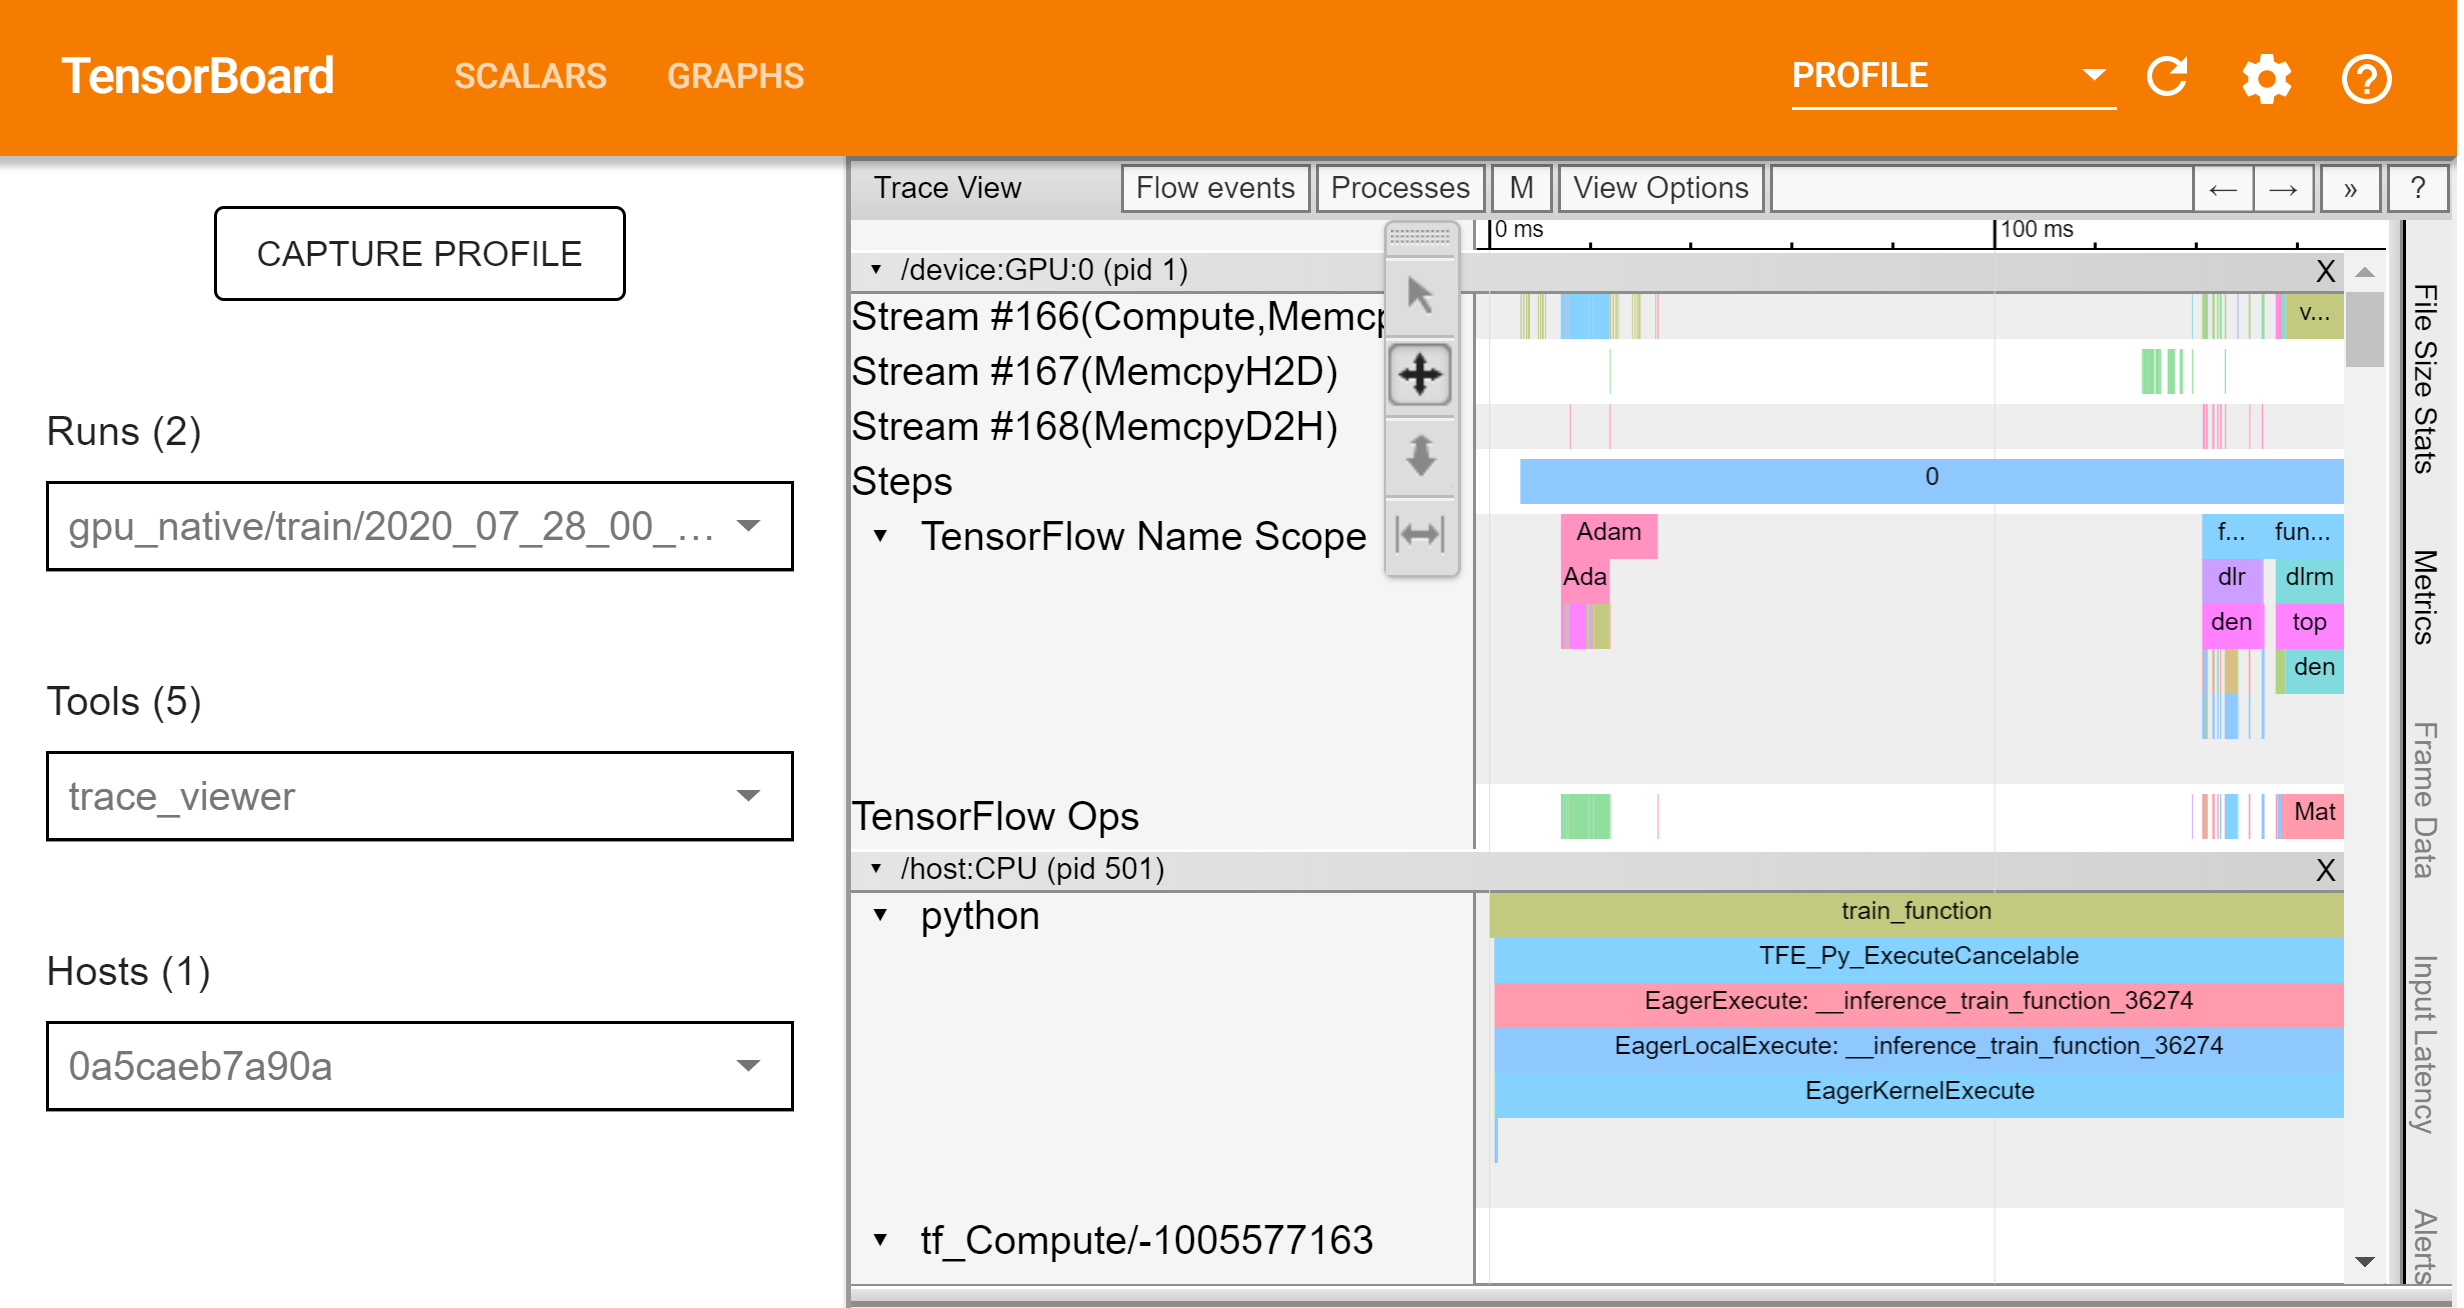 TensorBoard SCALARS GRAPHS PROFILE
CAPTURE PROFILE
Runs (2)
gpu_native/train/2020_07_28_00_...
Tools (5)
trace_viewer
Hosts (1)
0a5caeb7a90a
Trace View Flow events Processes M View Options ← → » ?
0 ms 100 ms
/device:GPU:0 (pid 1) X
Stream #166(Compute,Memcp
v...
Stream #167(MemcpyH2D)
Stream #168(MemcpyD2H)
Steps 0
TensorFlow Name Scope
Adam f... fun...
Ada dlr dlrm
den top
den
TensorFlow Ops Mat
/host:CPU (pid 501) X
python train_function
TFE_Py_ExecuteCancelable
EagerExecute: __inference_train_function_36274
EagerLocalExecute: __inference_train_function_36274
EagerKernelExecute
tf_Compute/-1005577163
File Size Stats
Metrics
Frame Data
Input Latency
Alerts